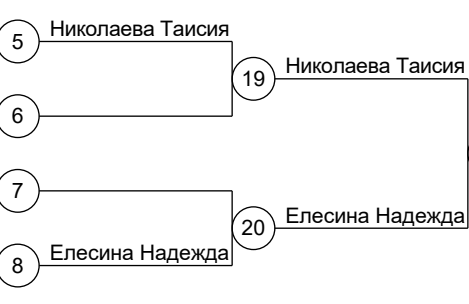 5 Николаева Таисия
19 Николаева Таисия
6
7
20 Елесина Надежда
8 Елесина Надежда